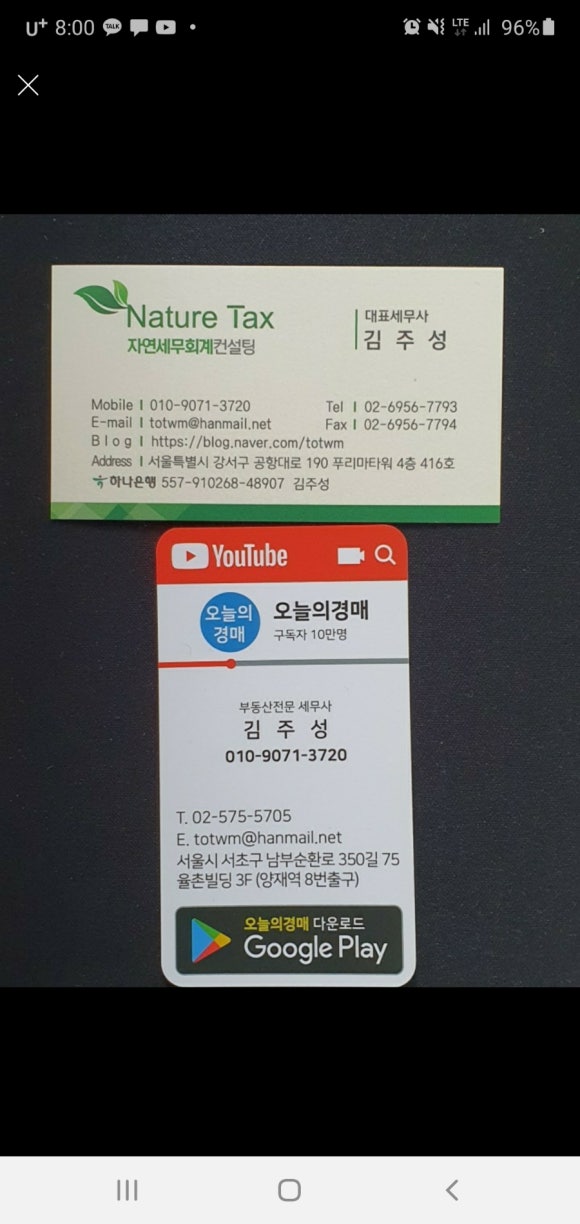 U+ 8:00 TALK LTE 96%
Nature Tax
자연세무회계컨설팅
대표세무사
김 주 성
Mobile I 010-9071-3720
Tel I 02-6956-7793
E-mail I totwm@hanmail.net
Fax I 02-6956-7794
Blog I https://blog.naver.com/totwm
Address I 서울특별시 강서구 공항대로 190 푸리마타워 4층 416호
하나은행 557-910268-48907 김주성
YouTube
오늘의
경매
오늘의경매
구독자 10만명
부동산전문 세무사
김 주 성
010-9071-3720
T. 02-575-5705
E. totwm@hanmail.net
서울시 서초구 남부순환로 350길 75
율촌빌딩 3F (양재역 8번출구)
오늘의경매 다운로드
Google Play